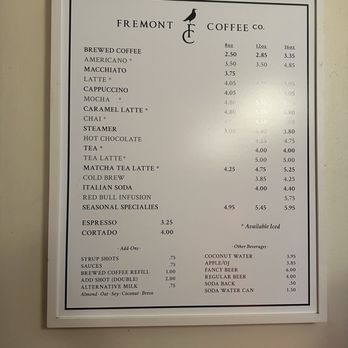 FREMONT FC COFFEE CO.
8oz 12oz 16oz
BREWED COFFEE 2.50 2.85 3.35
AMERICANO * 3.50 3.50 4.85
MACCHIATO 3.75
LATTE * 4.05
CAPPUCCINO 4.05
MOCHA *
CARAMEL LATTE *
CHAI *
STEAMER
HOT CHOCOLATE 4.75
TEA * 4.00 4.00
TEA LATTE* 5.00 5.00
MATCHA TEA LATTE * 4.25 4.75 5.25
COLD BREW 3.85 4.25
ITALIAN SODA 4.00 4.40
RED BULL INFUSION 5.75
SEASONAL SPECIALIES 4.95 5.45 5.95
ESPRESSO 3.25
CORTADO 4.00
* Available Iced
· Add-Ons ·
SYRUP SHOTS .75
SAUCES .75
BREWED COFFEE REFILL 1.00
ADD SHOT (DOUBLE) 2.00
ALTERNATIVE MILK .75
Almond · Oat · Soy · Coconut · Breve
· Other Beverages ·
COCONUT WATER 3.95
APPLE/OJ 3.85
FANCY BEER 6.00
REGULAR BEER 4.00
SODA BACK .50
SODA WATER CAN 1.50